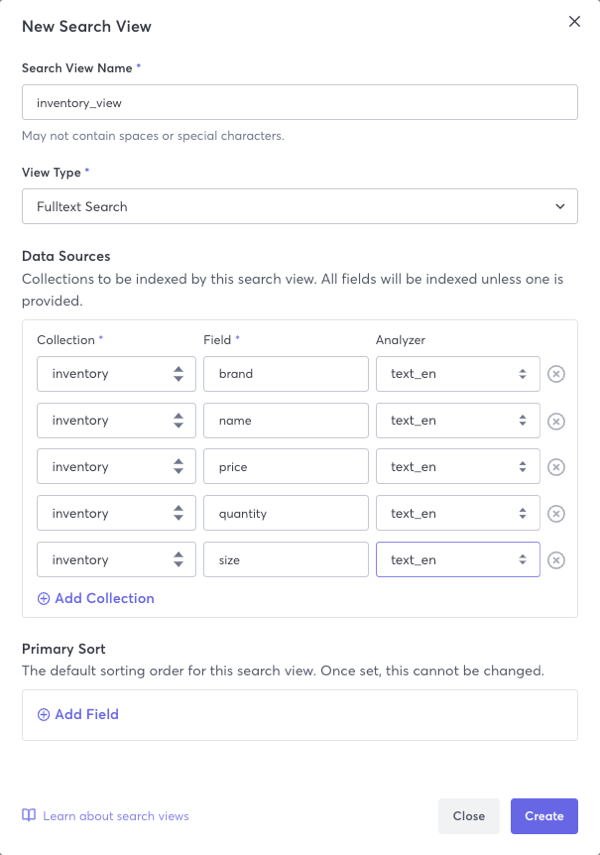 New Search View
Search View Name *
inventory_view
May not contain spaces or special characters.
View Type *
Fulltext Search
Data Sources
Collections to be indexed by this search view. All fields will be indexed unless one is
provided.
Collection * Field * Analyzer
inventory brand text_en
inventory name text_en
inventory price text_en
inventory quantity text_en
inventory size text_en
Add Collection
Primary Sort
The default sorting order for this search view. Once set, this cannot be changed.
Add Field
Learn about search views Close Create